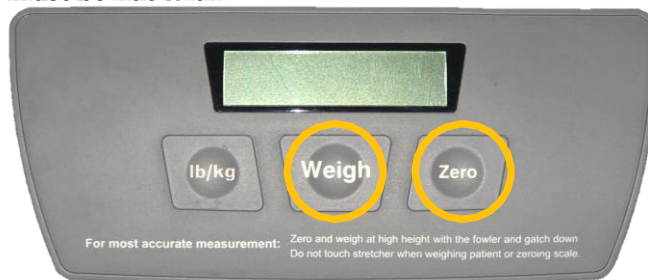 lb/kg
Weigh
Zero
For most accurate measurement: Zero and weigh at high height with the fowler and gatch down
Do not touch stretcher when weighing patient or zeroing scale.